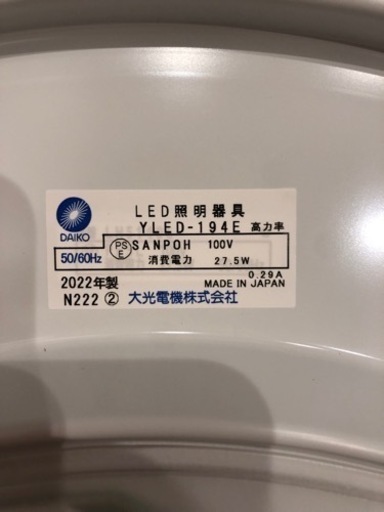 LED照明器具
DAIKO
YLED-194E 高力率
50/60Hz
PS
E
SANPOH 100V
消費電力 27.5W
0.29A
2022年製
MADE IN JAPAN
N222 ② 大光電機株式会社